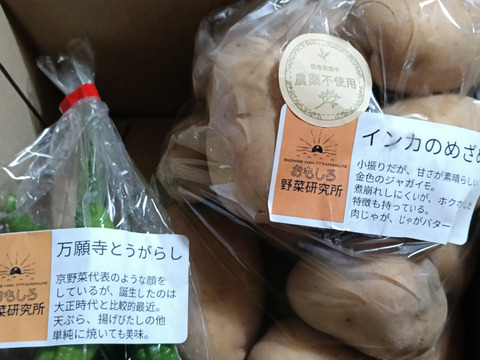 農薬不使用
インカのめざめ
小振りだが、甘さが素晴らしい
金色のジャガイモ。
煮崩れしにくいが、ホクホクした
特徴も持っている。
肉じゃが、じゃがバター
おもしろ
野菜研究所
万願寺とうがらし
京野菜代表のような顔を
しているが、誕生したのは
大正時代と比較的最近。
天ぷら、揚げびたしの他
単純に焼いても美味。
おもしろ
菜研究所